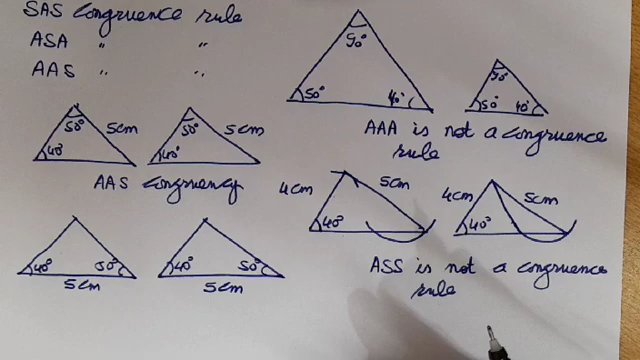 SAS congruence rule
ASA " "
AAS " "
90°
50° 40°
90°
50° 40°
AAA is not a congruence
rule
50° 5cm
40°
50° 5cm
40°
AAS congruency
4cm 5cm
40°
4cm 5cm
40°
40° 50°
5cm
40° 50°
5cm
ASS is not a congruence
rule